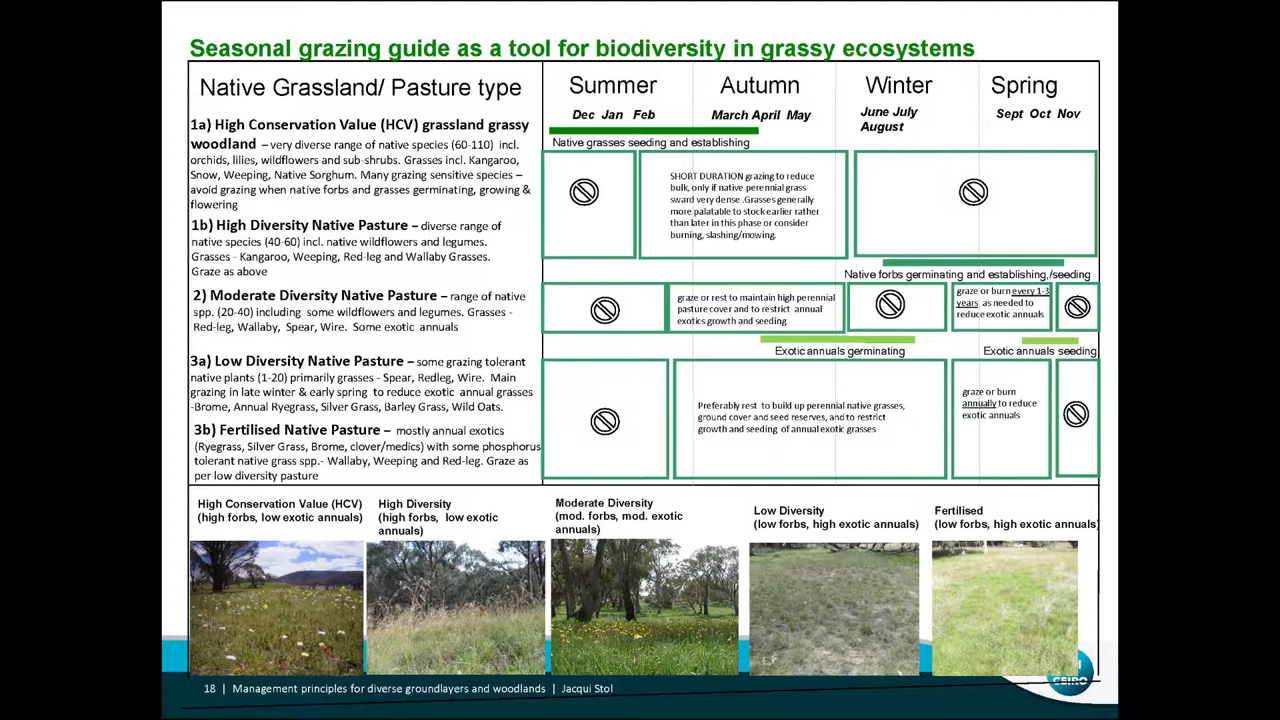 Seasonal grazing guide as a tool for biodiversity in grassy ecosystems
Native Grassland/ Pasture type
Summer
Autumn
Winter
Spring
Dec Jan Feb
March April May
June July
August
Sept Oct Nov
1a) High Conservation Value (HCV) grassland grassy
woodland – very diverse range of native species (60-110) incl.
orchids, lilies, wildflowers and sub-shrubs. Grasses incl. Kangaroo,
Snow, Weeping, Native Sorghum. Many grazing sensitive species –
avoid grazing when native forbs and grasses germinating, growing &
flowering
Native grasses seeding and establishing
SHORT DURATION grazing to reduce
bulk, only if native perennial grass
sward very dense .Grasses generally
more palatable to stock earlier rather
than later in this phase or consider
burning, slashing/mowing.
1b) High Diversity Native Pasture – diverse range of
native species (40-60) incl. native wildflowers and legumes.
Grasses - Kangaroo, Weeping, Red-leg and Wallaby Grasses.
Graze as above
Native forbs germinating and establishing,/seeding
2) Moderate Diversity Native Pasture – range of native
spp. (20-40) including some wildflowers and legumes. Grasses -
Red-leg, Wallaby, Spear, Wire. Some exotic annuals
graze or rest to maintain high perennial
pasture cover and to restrict annual
exotics growth and seeding
graze or burn every 1-3
years as needed to
reduce exotic annuals
Exotic annuals germinating
Exotic annuals seeding
3a) Low Diversity Native Pasture – some grazing tolerant
native plants (1-20) primarily grasses - Spear, Redleg, Wire. Main
grazing in late winter & early spring to reduce exotic annual grasses
-Brome, Annual Ryegrass, Silver Grass, Barley Grass, Wild Oats.
3b) Fertilised Native Pasture – mostly annual exotics
(Ryegrass, Silver Grass, Brome, clover/medics) with some phosphorus
tolerant native grass spp.- Wallaby, Weeping and Red-leg. Graze as
per low diversity pasture
Preferably rest to build up perennial native grasses,
ground cover and seed reserves, and to restrict
growth and seeding of annual exotic grasses
graze or burn
annually to reduce
exotic annuals
High Conservation Value (HCV)
(high forbs, low exotic annuals)
High Diversity
(high forbs, low exotic
annuals)
Moderate Diversity
(mod. forbs, mod. exotic
annuals)
Low Diversity
(low forbs, high exotic annuals)
Fertilised
(low forbs, high exotic annuals)
18 | Management principles for diverse groundlayers and woodlands | Jacqui Stol
CSIRO